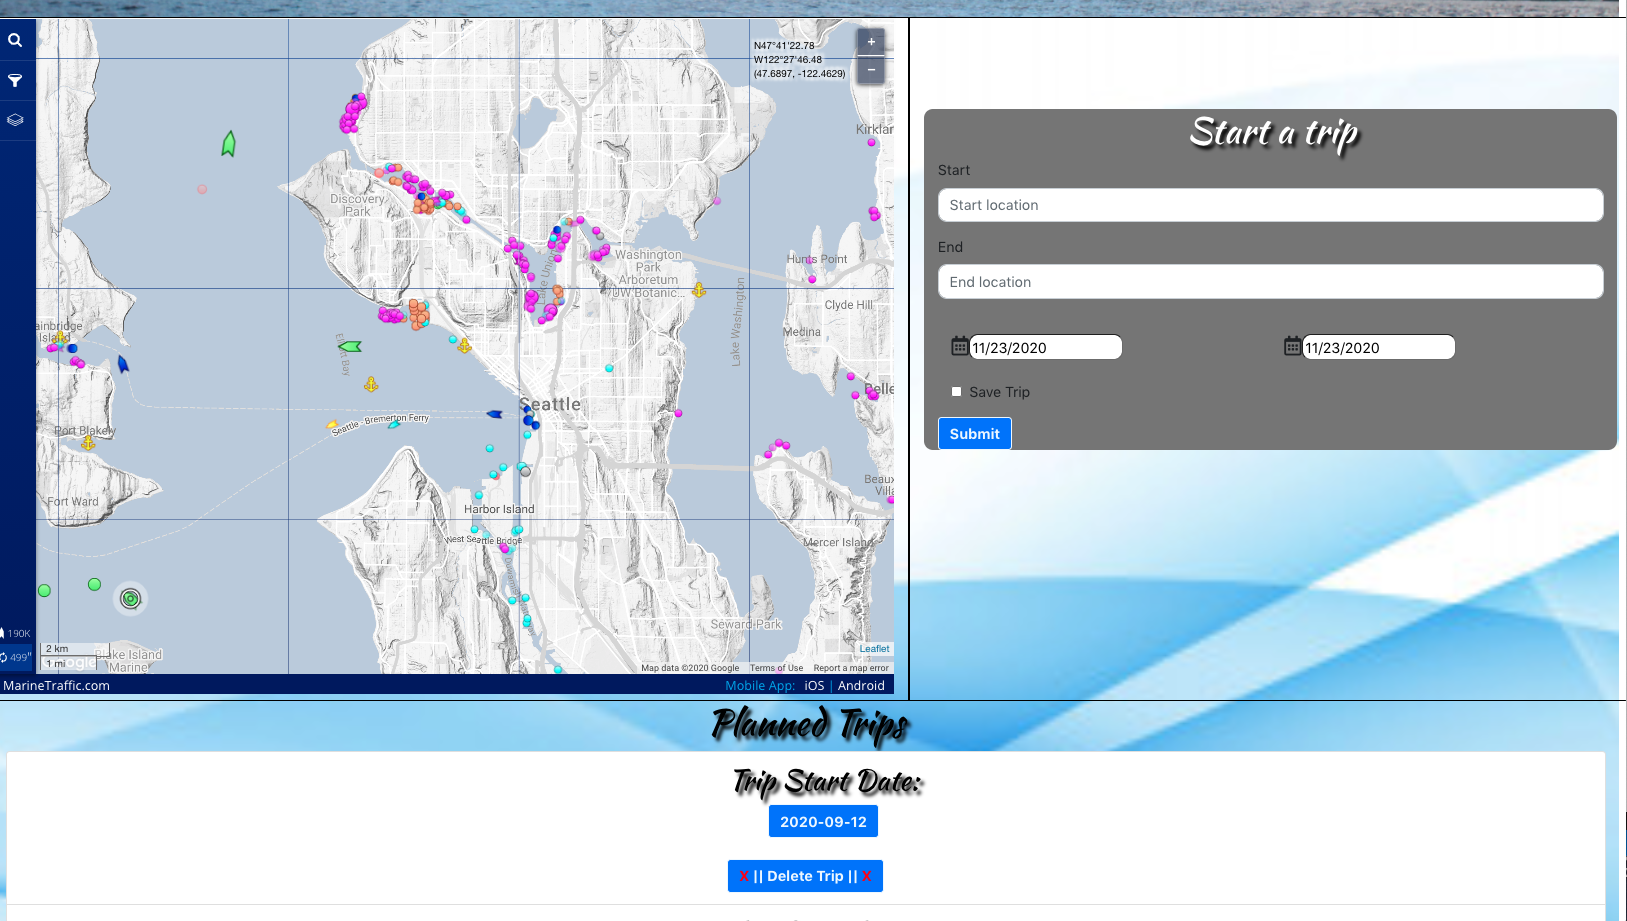 N47°41'22.78
W122°27'46.48
(47.6897, -122.4629)
+
−
Kirklan
Discovery
Park
Washington
Park
Arboretum
UW Botanic...
Hunts Point
Clyde Hill
Lake Union
Lake Washington
Medina
ainbridge
Island
Elliott Bay
Belle
Seattle
Seattle - Bremerton Ferry
Port Blakely
Fort Ward
Harbor Island
Beaux
Villa
West Seattle Bridge
Mercer Island
Seward Park
190K
499"
2 km
1 mi
Google
Blake Island
Marine
Leaflet
Map data ©2020 Google Terms of Use Report a map error
MarineTraffic.com
Mobile App: iOS | Android
Start a trip
Start
Start location
End
End location
11/23/2020 11/23/2020
Save Trip
Submit
Planned Trips
Trip Start Date:
2020-09-12
X || Delete Trip || X